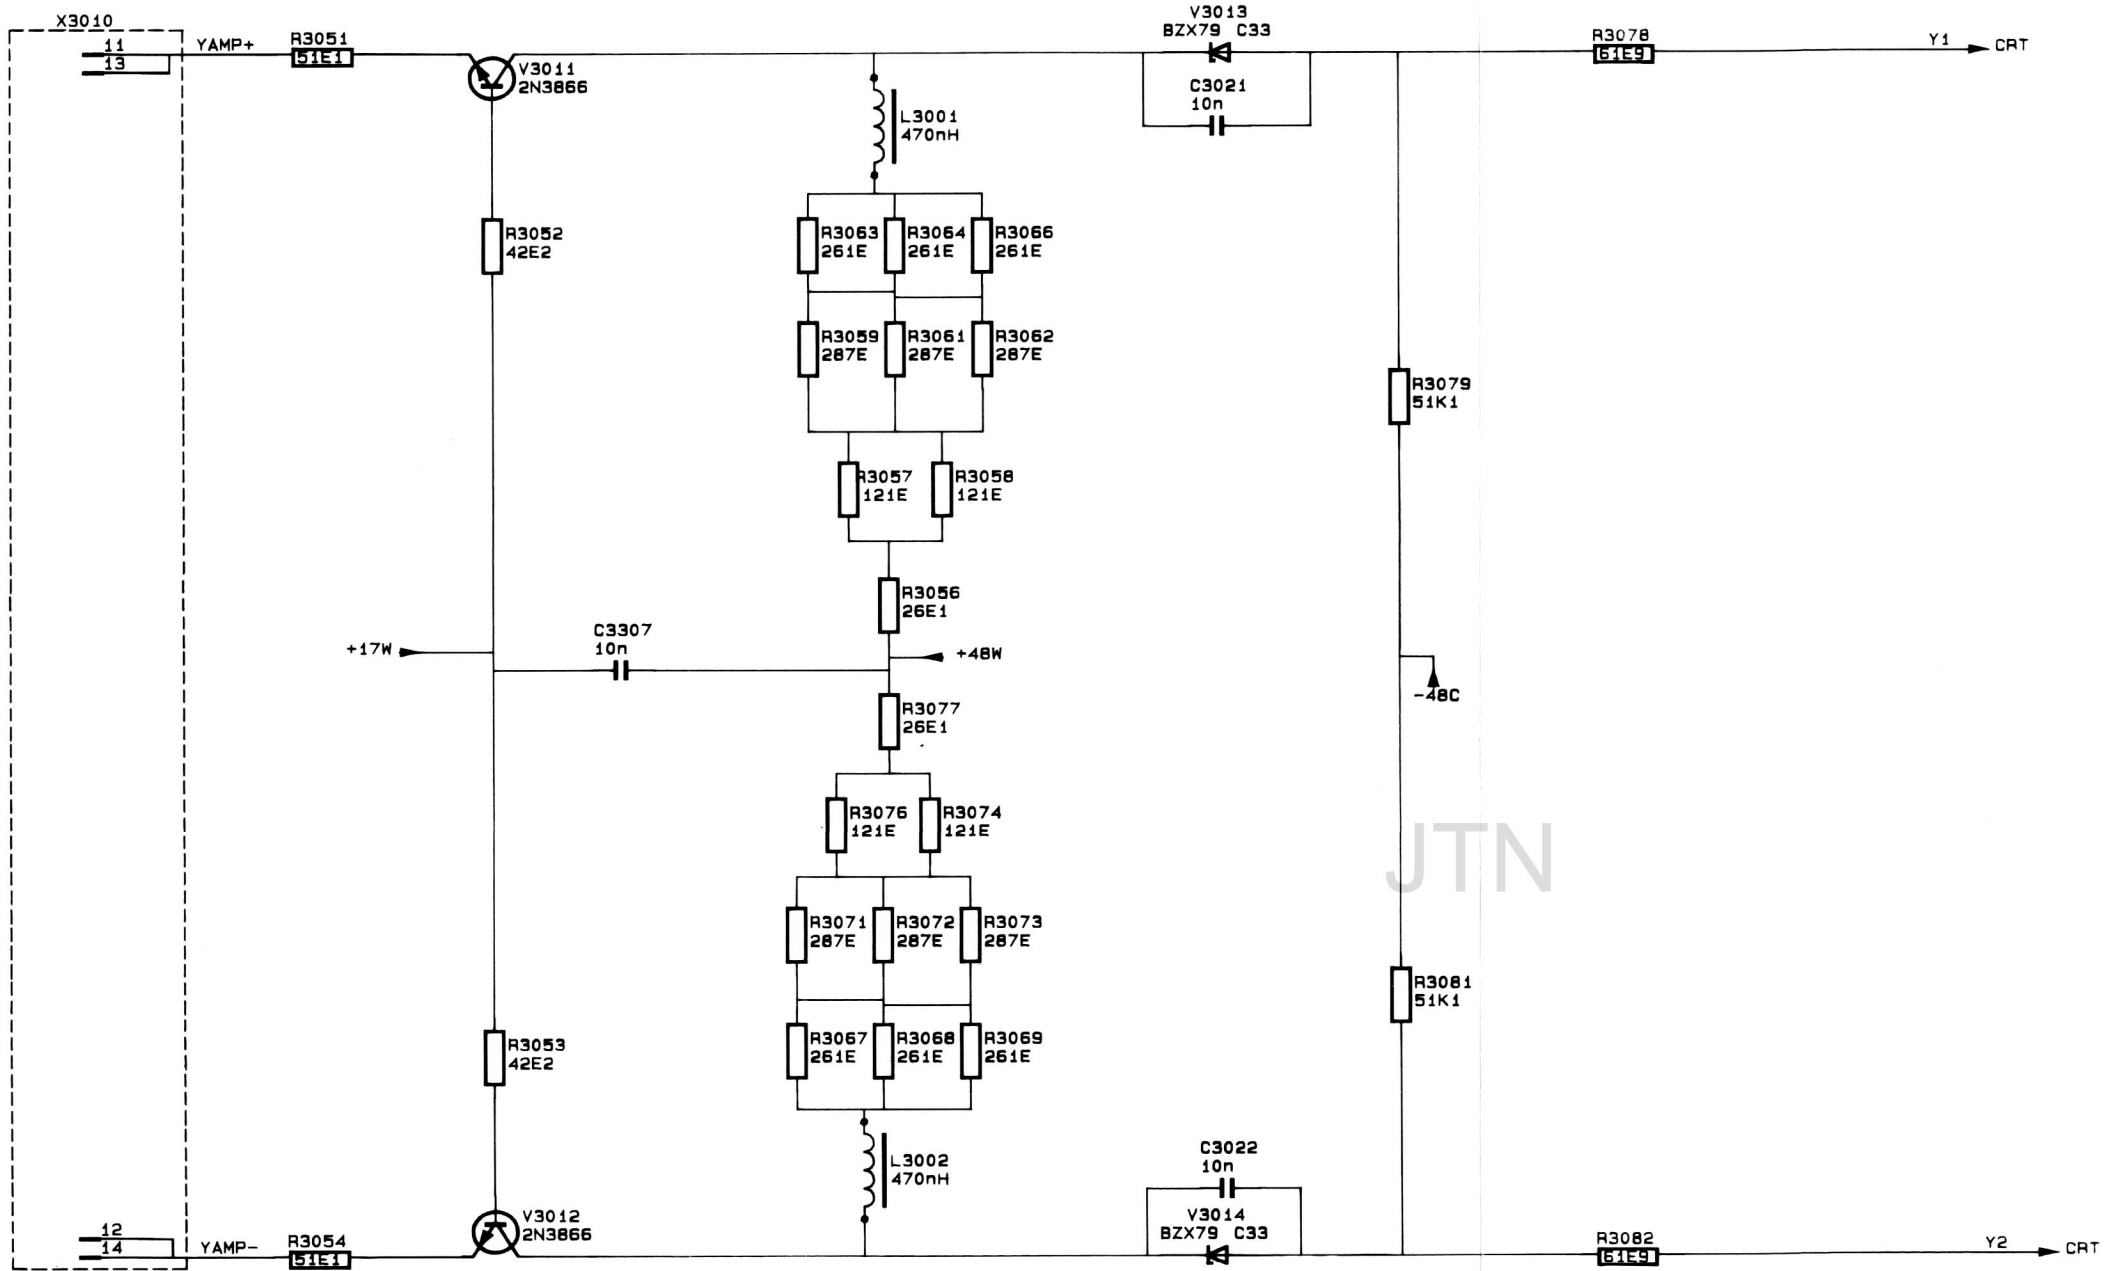 X3010
11
13
YAMP+
R3051
51E1
V3011
2N3866
V3013
BZX79 C33
C3021
10n
R3078
61E9
Y1
CRT
L3001
470nH
R3052
42E2
R3063
261E
R3064
261E
R3066
261E
R3059
287E
R3061
287E
R3062
287E
R3079
51K1
R3057
121E
R3058
121E
R3056
26E1
+17W
C3307
10n
+48W
-48C
R3077
26E1
R3076
121E
R3074
121E
JTN
R3071
287E
R3072
287E
R3073
287E
R3081
51K1
R3067
261E
R3068
261E
R3069
261E
R3053
42E2
L3002
470nH
C3022
10n
V3014
BZX79 C33
V3012
2N3866
12
14
YAMP-
R3054
51E1
R3082
61E9
Y2
CRT